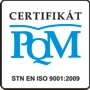 CERTIFIKÁT
PQM
STN EN ISO 9001:2009